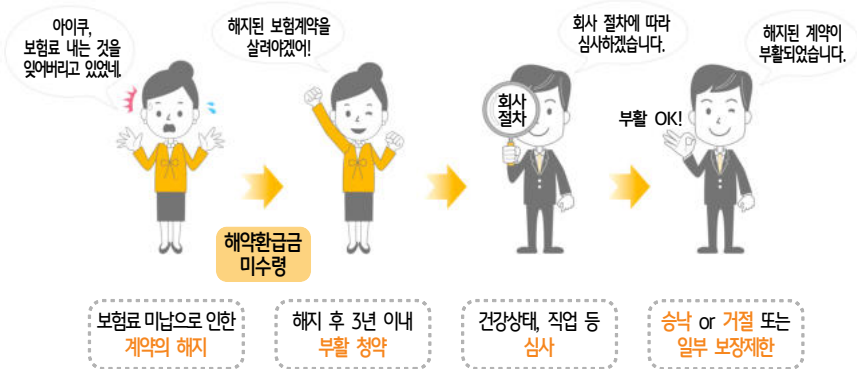 아이쿠,
보험료 내는 것을
잊어버리고 있었네.
해지된 보험계약을
살려야겠어!
회사 절차에 따라
심사하겠습니다.
해지된 계약이
부활되었습니다.
회사
절차
부활 OK!
해약환급금
미수령
보험료 미납으로 인한
계약의 해지
해지 후 3년 이내
부활 청약
건강상태, 직업 등
심사
승낙 or 거절 또는
일부 보장제한